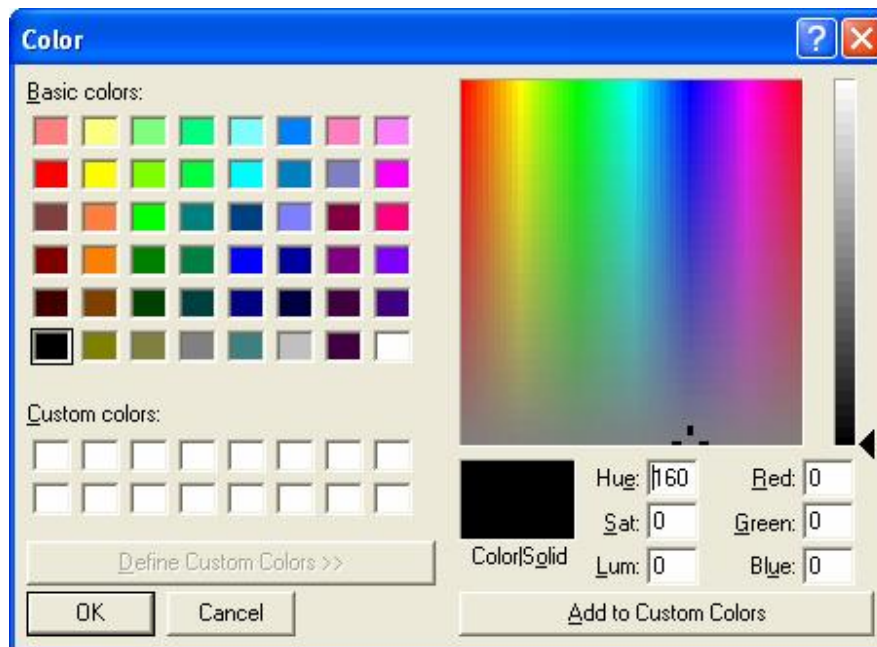 Color
Basic colors:
Custom colors:
Define Custom Colors >>
OK Cancel
Color|Solid
Hue: 160 Red: 0
Sat: 0 Green: 0
Lum: 0 Blue: 0
Add to Custom Colors